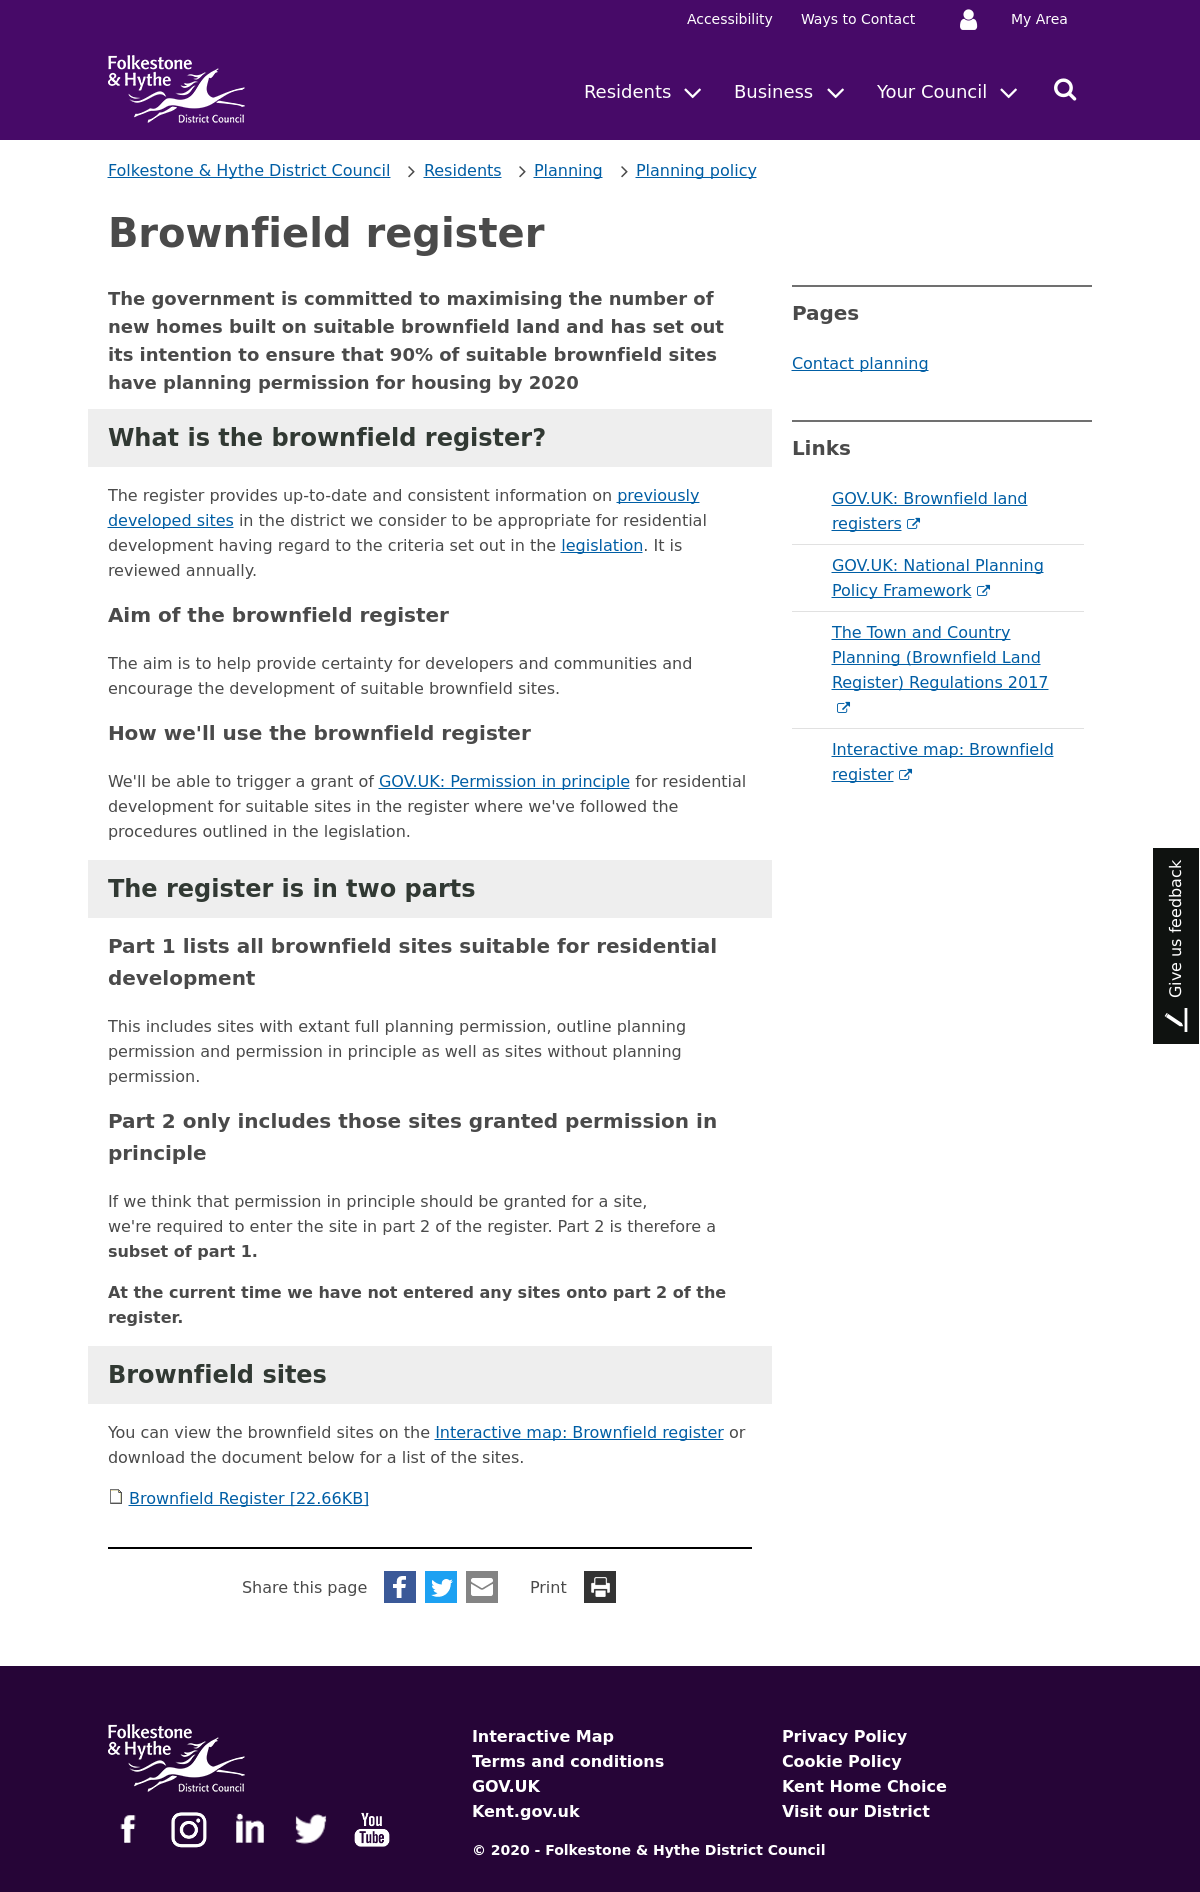 Accessibility Ways to Contact My Area
Folkestone
& Hythe
District Council
Residents Business Your Council
Folkestone & Hythe District Council Residents Planning Planning policy
Brownfield register
The government is committed to maximising the number of
new homes built on suitable brownfield land and has set out
its intention to ensure that 90% of suitable brownfield sites
have planning permission for housing by 2020
What is the brownfield register?
The register provides up-to-date and consistent information on previously
developed sites in the district we consider to be appropriate for residential
development having regard to the criteria set out in the legislation. It is
reviewed annually.
Aim of the brownfield register
The aim is to help provide certainty for developers and communities and
encourage the development of suitable brownfield sites.
How we'll use the brownfield register
We'll be able to trigger a grant of GOV.UK: Permission in principle for residential
development for suitable sites in the register where we've followed the
procedures outlined in the legislation.
The register is in two parts
Part 1 lists all brownfield sites suitable for residential
development
This includes sites with extant full planning permission, outline planning
permission and permission in principle as well as sites without planning
permission.
Part 2 only includes those sites granted permission in
principle
If we think that permission in principle should be granted for a site,
we're required to enter the site in part 2 of the register. Part 2 is therefore a
subset of part 1.
At the current time we have not entered any sites onto part 2 of the
register.
Brownfield sites
You can view the brownfield sites on the Interactive map: Brownfield register or
download the document below for a list of the sites.
Brownfield Register [22.66KB]
Share this page Print
Pages
Contact planning
Links
GOV.UK: Brownfield land
registers
GOV.UK: National Planning
Policy Framework
The Town and Country
Planning (Brownfield Land
Register) Regulations 2017
Interactive map: Brownfield
register
Give us feedback
Folkestone
& Hythe
District Council
You
Tube
Interactive Map
Terms and conditions
GOV.UK
Kent.gov.uk
Privacy Policy
Cookie Policy
Kent Home Choice
Visit our District
© 2020 - Folkestone & Hythe District Council